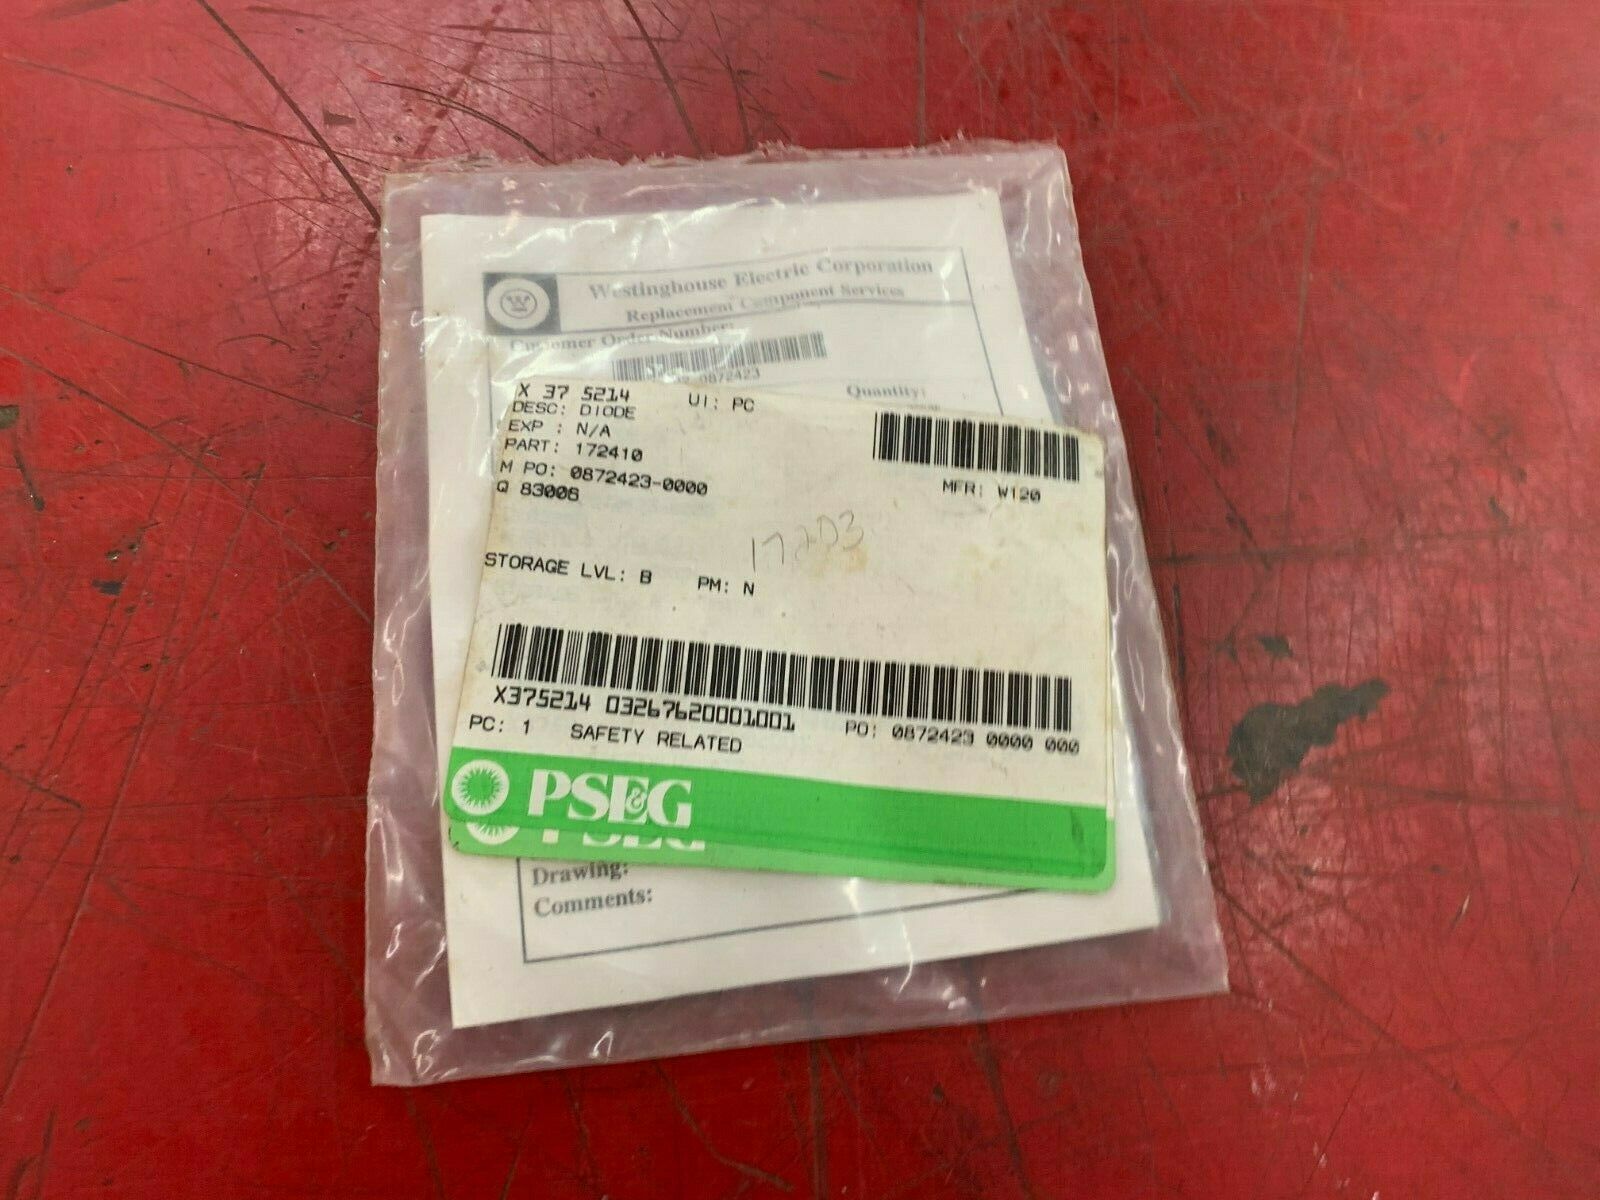 Westinghouse Electric Corporation
Replacement Component Services
Customer Order Number:
0872423
Quantity:
X 37 5214 UI: PC
DESC: DIODE
EXP : N/A
PART: 172410
M PO: 0872423-0000
Q 83006
MFR: W120
17203
STORAGE LVL: B PM: N
X375214 03267620001001 PO: 0872423 0000 000
PC: 1 SAFETY RELATED
PSE&G
PSE&G
Drawing:
Comments: